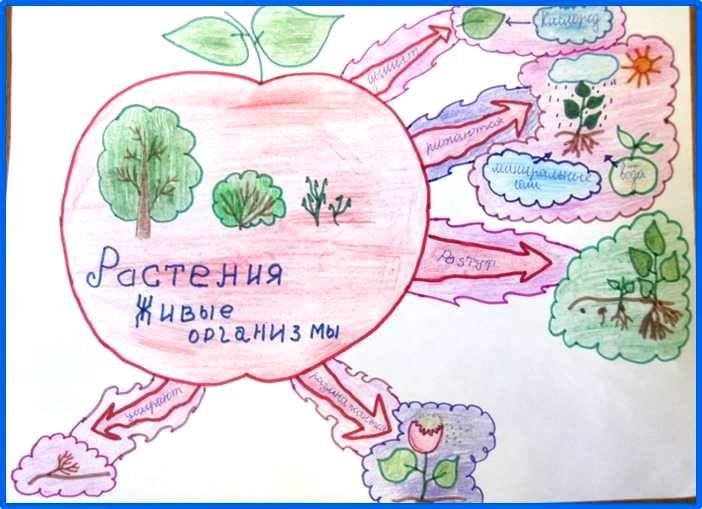 Кислород
дышат
питаются
минеральные
соли
вода
Растут
Растения
Живые
организмы
умирают
размножаются